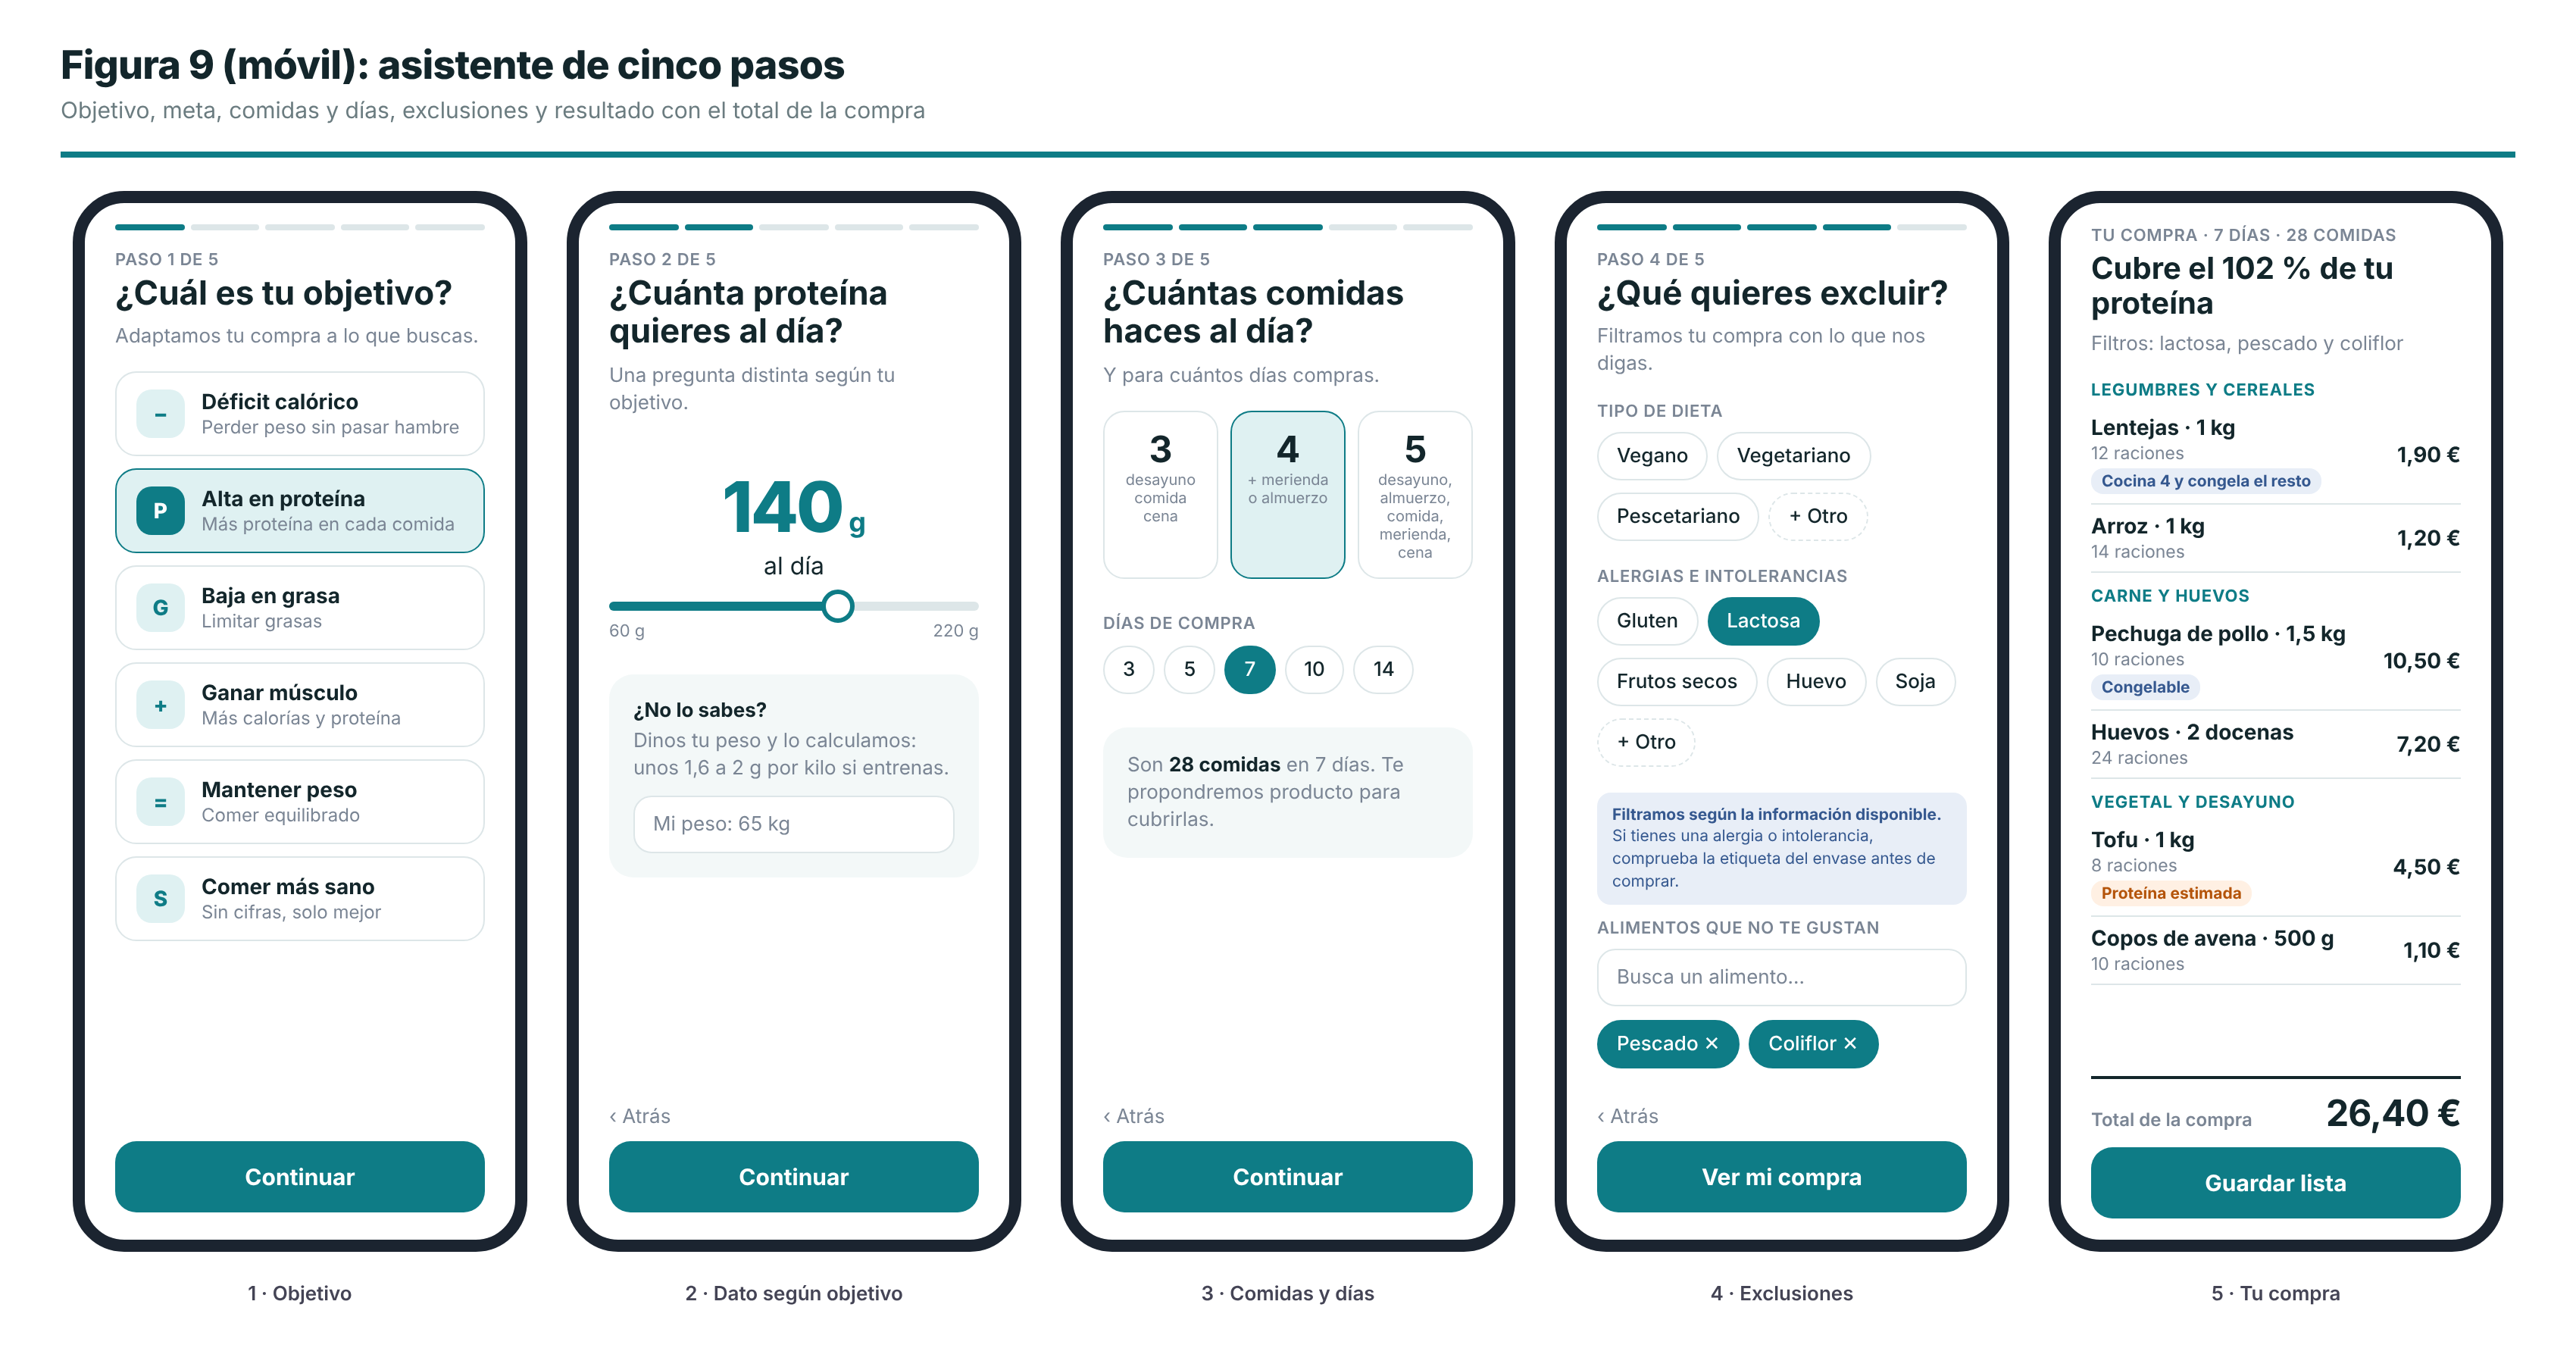 Figura 9 (móvil): asistente de cinco pasos
Objetivo, meta, comidas y días, exclusiones y resultado con el total de la compra
PASO 1 DE 5
¿Cuál es tu objetivo?
Adaptamos tu compra a lo que buscas.
−
Déficit calórico
Perder peso sin pasar hambre
P
Alta en proteína
Más proteína en cada comida
G
Baja en grasa
Limitar grasas
+
Ganar músculo
Más calorías y proteína
=
Mantener peso
Comer equilibrado
S
Comer más sano
Sin cifras, solo mejor
Continuar
1 · Objetivo
PASO 2 DE 5
¿Cuánta proteína
quieres al día?
Una pregunta distinta según tu
objetivo.
140 g
al día
60 g
220 g
¿No lo sabes?
Dinos tu peso y lo calculamos:
unos 1,6 a 2 g por kilo si entrenas.
Mi peso: 65 kg
‹ Atrás
Continuar
2 · Dato según objetivo
PASO 3 DE 5
¿Cuántas comidas
haces al día?
Y para cuántos días compras.
3
desayuno
comida
cena
4
+ merienda
o almuerzo
5
desayuno,
almuerzo,
comida,
merienda,
cena
DÍAS DE COMPRA
3 5 7 10 14
Son 28 comidas en 7 días. Te
propondremos producto para
cubrirlas.
‹ Atrás
Continuar
3 · Comidas y días
PASO 4 DE 5
¿Qué quieres excluir?
Filtramos tu compra con lo que nos
digas.
TIPO DE DIETA
Vegano Vegetariano
Pescetariano + Otro
ALERGIAS E INTOLERANCIAS
Gluten Lactosa
Frutos secos Huevo Soja
+ Otro
Filtramos según la información disponible.
Si tienes una alergia o intolerancia,
comprueba la etiqueta del envase antes de
comprar.
ALIMENTOS QUE NO TE GUSTAN
Busca un alimento...
Pescado ✕ Coliflor ✕
‹ Atrás
Ver mi compra
4 · Exclusiones
TU COMPRA · 7 DÍAS · 28 COMIDAS
Cubre el 102 % de tu
proteína
Filtros: lactosa, pescado y coliflor
LEGUMBRES Y CEREALES
Lentejas · 1 kg
12 raciones
Cocina 4 y congela el resto
1,90 €
Arroz · 1 kg
14 raciones
1,20 €
CARNE Y HUEVOS
Pechuga de pollo · 1,5 kg
10 raciones
Congelable
10,50 €
Huevos · 2 docenas
24 raciones
7,20 €
VEGETAL Y DESAYUNO
Tofu · 1 kg
8 raciones
Proteína estimada
4,50 €
Copos de avena · 500 g
10 raciones
1,10 €
Total de la compra 26,40 €
Guardar lista
5 · Tu compra